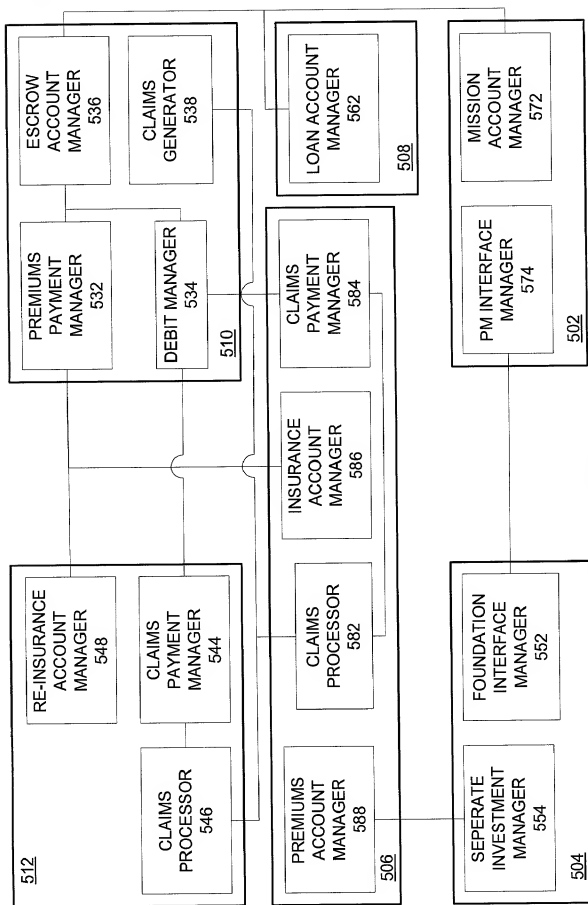 512
RE-INSURANCE
ACCOUNT
MANAGER
548
CLAIMS
PROCESSOR
546
CLAIMS
PAYMENT
MANAGER
544
PREMIUMS
PAYMENT
MANAGER
532
ESCROW
ACCOUNT
MANAGER
536
510
DEBIT MANAGER
534
CLAIMS
GENERATOR
538
PREMIUMS
ACCOUNT
MANAGER
588
CLAIMS
PROCESSOR
582
INSURANCE
ACCOUNT
MANAGER
586
CLAIMS
PAYMENT
MANAGER
584
506
LOAN ACCOUNT
MANAGER
562
508
SEPERATE
INVESTMENT
MANAGER
554
FOUNDATION
INTERFACE
MANAGER
552
504
PM INTERFACE
MANAGER
574
MISSION
ACCOUNT
MANAGER
572
502